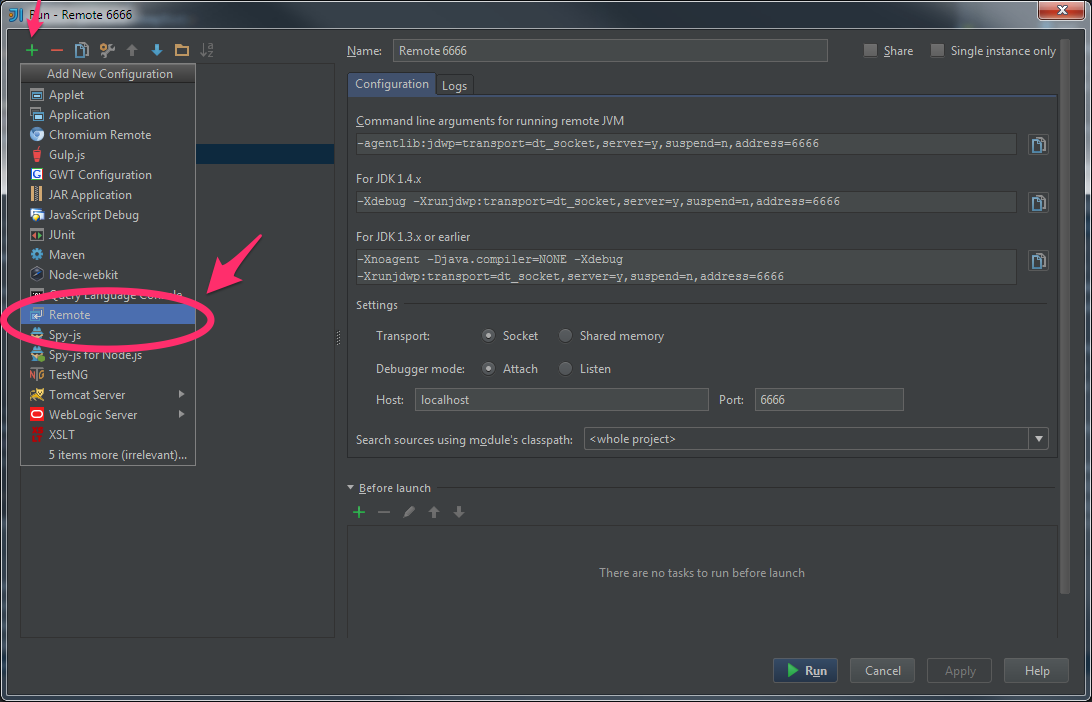 Run - Remote 6666
Add New Configuration
Applet
Application
Chromium Remote
Gulp.js
GWT Configuration
JAR Application
JavaScript Debug
JUnit
Maven
Node-webkit
Query Language Console
Remote
Spy-js
Spy-js for Node.js
TestNG
Tomcat Server
WebLogic Server
XSLT
5 items more (irrelevant)...
Name: Remote 6666 Share Single instance only
Configuration Logs
Command line arguments for running remote JVM
-agentlib:jdwp=transport=dt_socket,server=y,suspend=n,address=6666
For JDK 1.4.x
-Xdebug -Xrunjdwp:transport=dt_socket,server=y,suspend=n,address=6666
For JDK 1.3.x or earlier
-Xnoagent -Djava.compiler=NONE -Xdebug
-Xrunjdwp:transport=dt_socket,server=y,suspend=n,address=6666
Settings
Transport: Socket Shared memory
Debugger mode: Attach Listen
Host: localhost Port: 6666
Search sources using module's classpath: <whole project>
Before launch
There are no tasks to run before launch
Run Cancel Apply Help